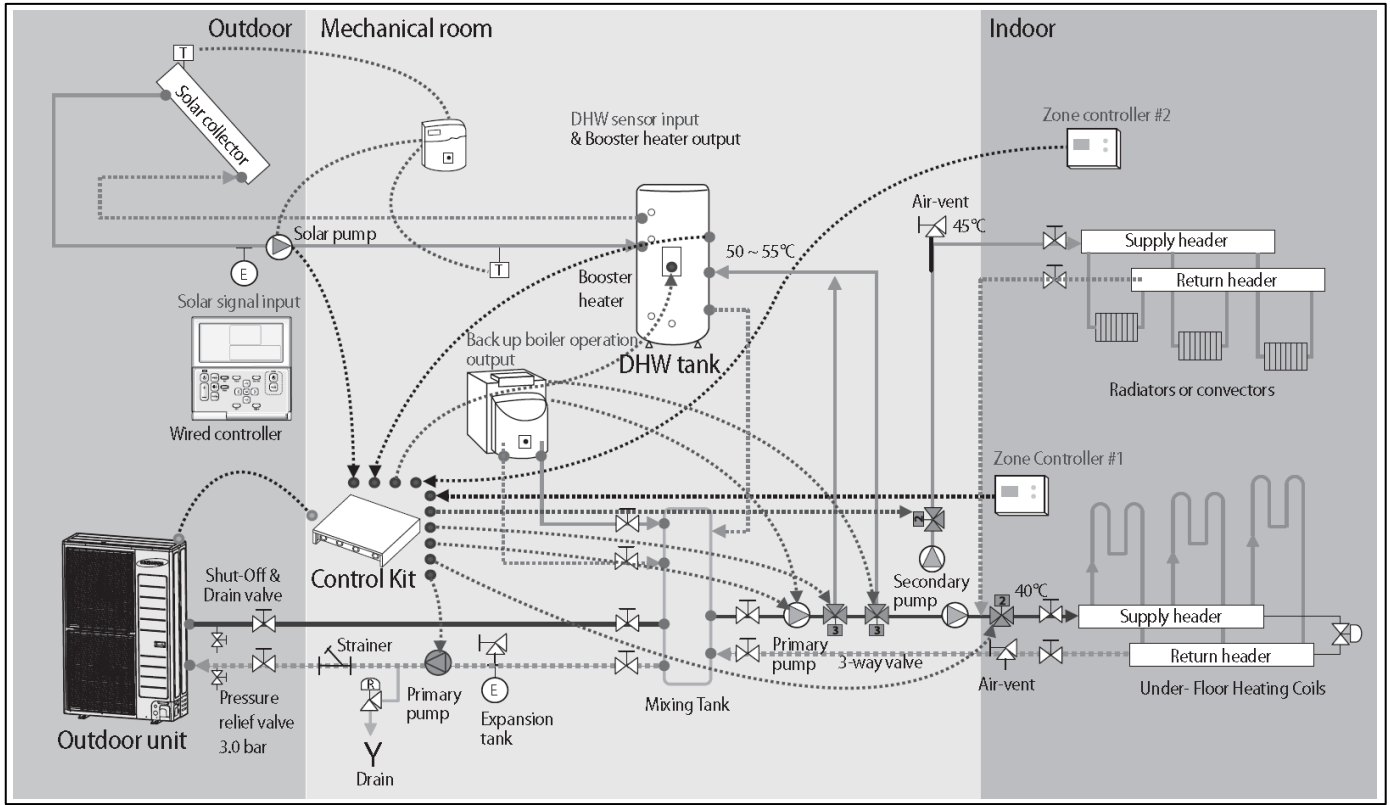 Outdoor
Mechanical room
Indoor
T
Solar collector
DHW sensor input
& Booster heater output
Zone controller #2
Air-vent
45℃
Solar pump
Supply header
50 ~ 55℃
T
E
Booster
heater
Return header
Solar signal input
Back up boiler operation
output
DHW tank
Radiators or convectors
Wired controller
Zone Controller #1
2
Control Kit
Shut-Off &
Drain valve
Secondary
pump
2
40℃
Supply header
Strainer
3
3
Primary
pump
3-way valve
Return header
R
Pressure
relief valve
3.0 bar
Primary
pump
E
Expansion
tank
Mixing Tank
Air-vent
Under- Floor Heating Coils
Outdoor unit
Drain